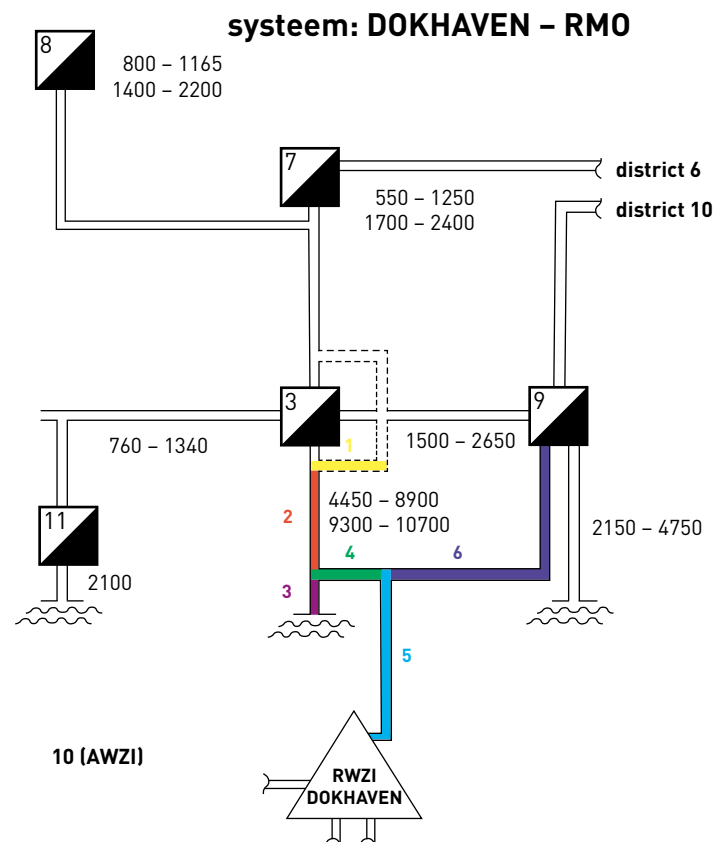 systeem: DOKHAVEN – RMO
8
800 – 1165
1400 – 2200
7
district 6
550 – 1250
1700 – 2400
district 10
3
9
760 – 1340
1
1500 – 2650
2
4450 – 8900
9300 – 10700
11
2150 – 4750
4
6
2100
3
5
10 (AWZI)
RWZI
DOKHAVEN